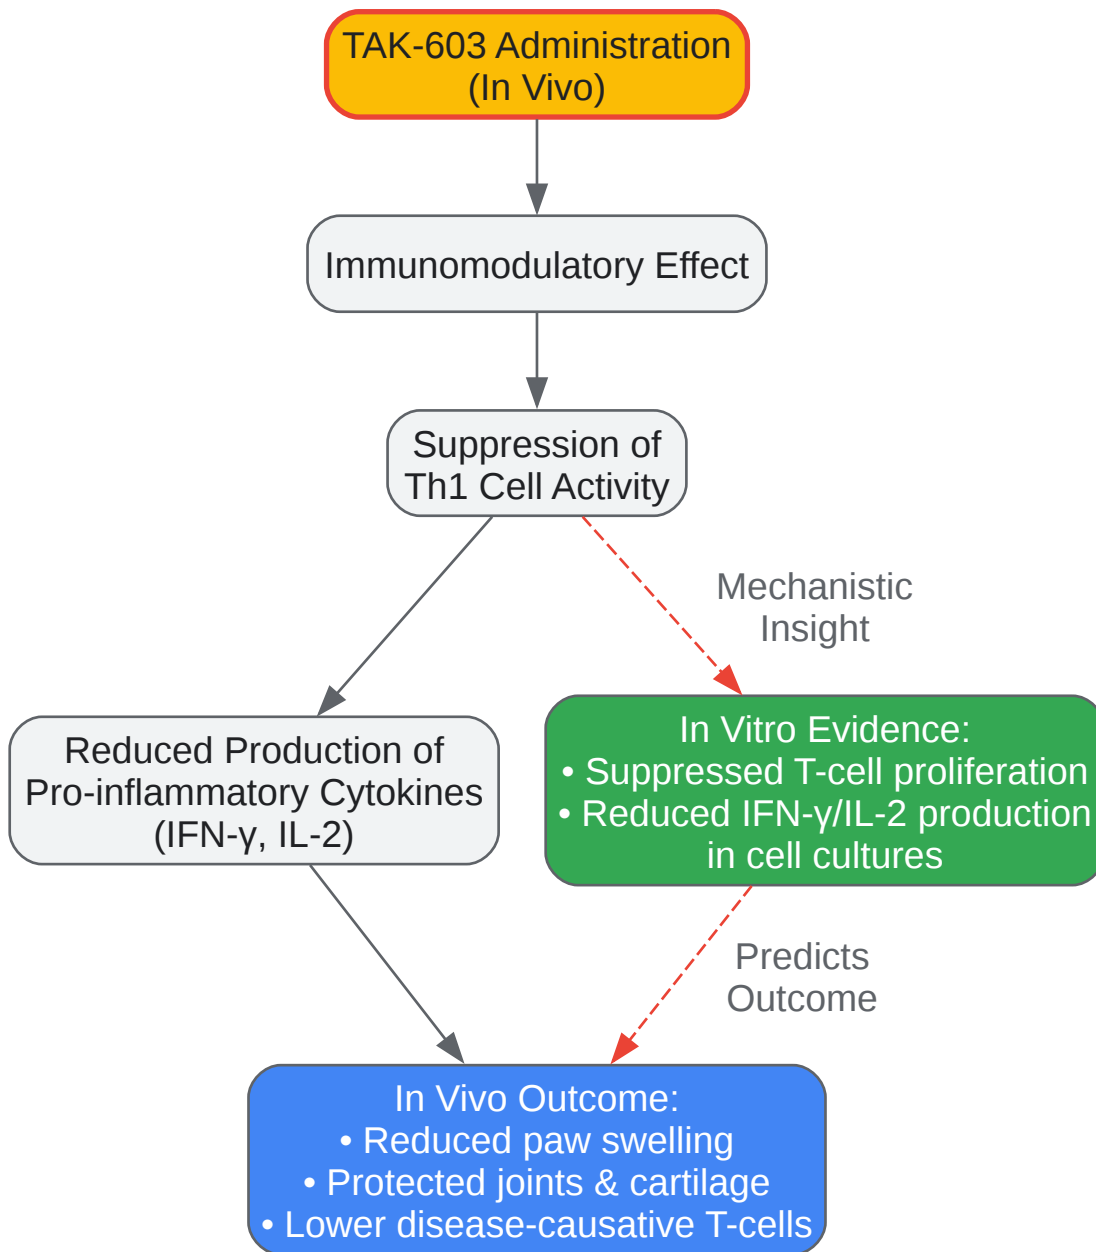 TAK-603 Administration
(In Vivo)
Immunomodulatory Effect
Suppression of
Th1 Cell Activity
Mechanistic
Insight
Reduced Production of
Pro-inflammatory Cytokines
(IFN-γ, IL-2)
In Vitro Evidence:
• Suppressed T-cell proliferation
• Reduced IFN-γ/IL-2 production
in cell cultures
Predicts
Outcome
In Vivo Outcome:
• Reduced paw swelling
• Protected joints & cartilage
• Lower disease-causative T-cells